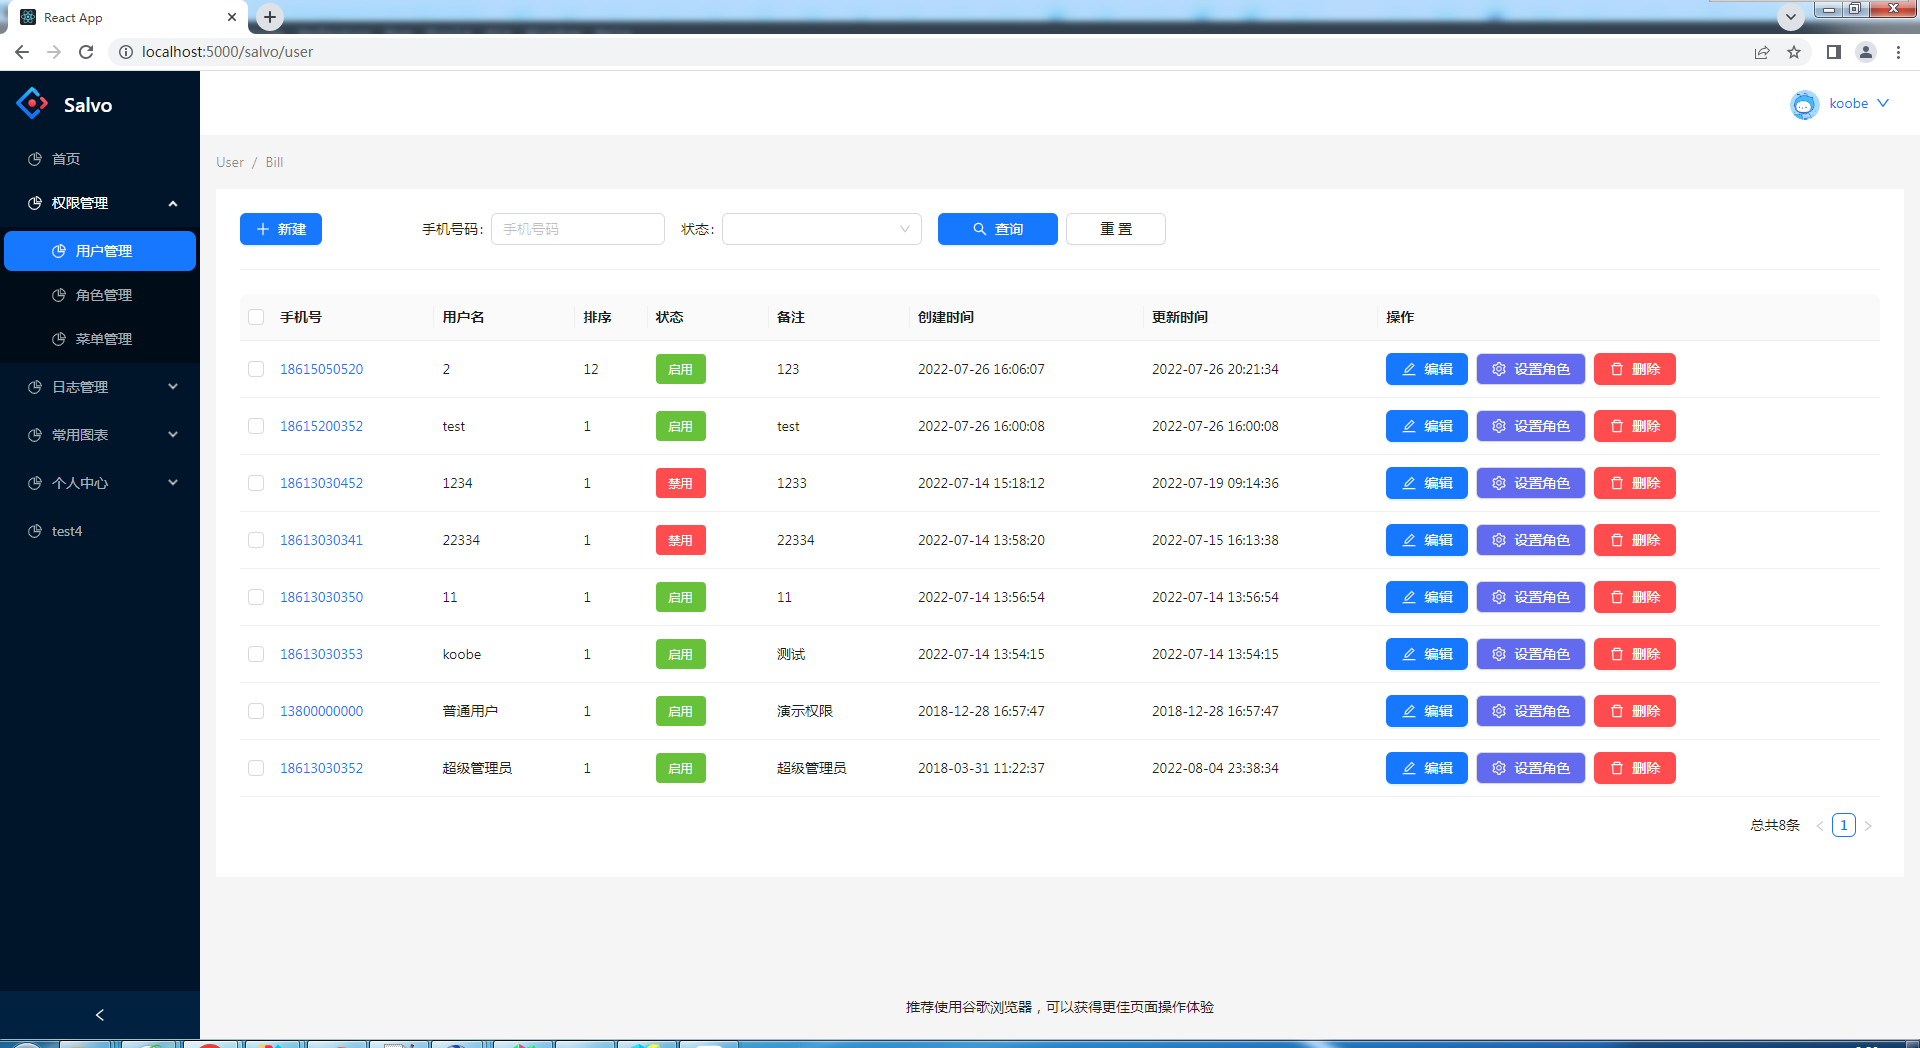 React App
localhost:5000/salvo/user
Salvo
koobe
首页
权限管理
用户管理
角色管理
菜单管理
日志管理
常用图表
个人中心
test4
User / Bill
新建 手机号码: 手机号码 状态: 查询 重 置
手机号 用户名 排序 状态 备注 创建时间 更新时间 操作
18615050520 2 12 启用 123 2022-07-26 16:06:07 2022-07-26 20:21:34 编辑 设置角色 删除
18615200352 test 1 启用 test 2022-07-26 16:00:08 2022-07-26 16:00:08 编辑 设置角色 删除
18613030452 1234 1 禁用 1233 2022-07-14 15:18:12 2022-07-19 09:14:36 编辑 设置角色 删除
18613030341 22334 1 禁用 22334 2022-07-14 13:58:20 2022-07-15 16:13:38 编辑 设置角色 删除
18613030350 11 1 启用 11 2022-07-14 13:56:54 2022-07-14 13:56:54 编辑 设置角色 删除
18613030353 koobe 1 启用 测试 2022-07-14 13:54:15 2022-07-14 13:54:15 编辑 设置角色 删除
13800000000 普通用户 1 启用 演示权限 2018-12-28 16:57:47 2018-12-28 16:57:47 编辑 设置角色 删除
18613030352 超级管理员 1 启用 超级管理员 2018-03-31 11:22:37 2022-08-04 23:38:34 编辑 设置角色 删除
总共8条 1
推荐使用谷歌浏览器，可以获得更佳页面操作体验